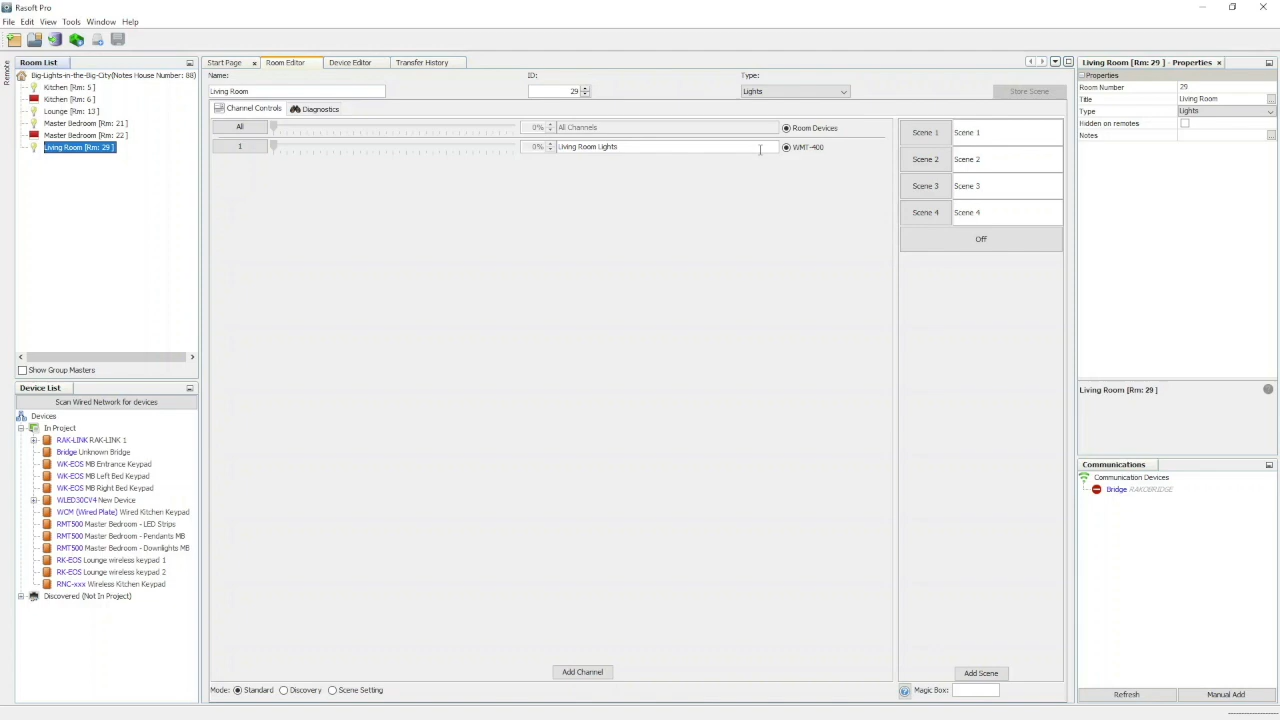 Rasoft Pro
File Edit View Tools Window Help
Remote
Room List
Big-Lights-in-the-Big-City(Notes House Number: 88)
Kitchen [Rm: 5 ]
Kitchen [Rm: 6 ]
Lounge [Rm: 13 ]
Master Bedroom [Rm: 21 ]
Master Bedroom [Rm: 22 ]
Living Room [Rm: 29 ]
Show Group Masters
Device List
Scan Wired Network for devices
Devices
In Project
RAK-LINK RAK-LINK 1
Bridge Unknown Bridge
WK-EOS MB Entrance Keypad
WK-EOS MB Left Bed Keypad
WK-EOS MB Right Bed Keypad
WLED30CV4 New Device
WCM (Wired Plate) Wired Kitchen Keypad
RMT500 Master Bedroom - LED Strips
RMT500 Master Bedroom - Pendants MB
RMT500 Master Bedroom - Downlights MB
RK-EOS Lounge wireless keypad 1
RK-EOS Lounge wireless keypad 2
RNC-xxx Wireless Kitchen Keypad
Discovered (Not In Project)
Start Page × Room Editor Device Editor Transfer History
Name: ID: Type:
Living Room 29 Lights Store Scene
Channel Controls Diagnostics
All 0% All Channels Room Devices
1 0% Living Room Lights WMT-400
Scene 1 Scene 1
Scene 2 Scene 2
Scene 3 Scene 3
Scene 4 Scene 4
Off
Add Channel
Add Scene
Mode: Standard Discovery Scene Setting
Magic Box:
Living Room [Rm: 29 ] - Properties ×
Properties
Room Number 29
Title Living Room
Type Lights
Hidden on remotes
Notes
Living Room [Rm: 29 ]
Communications
Communication Devices
Bridge RAKOBRIDGE
Refresh Manual Add